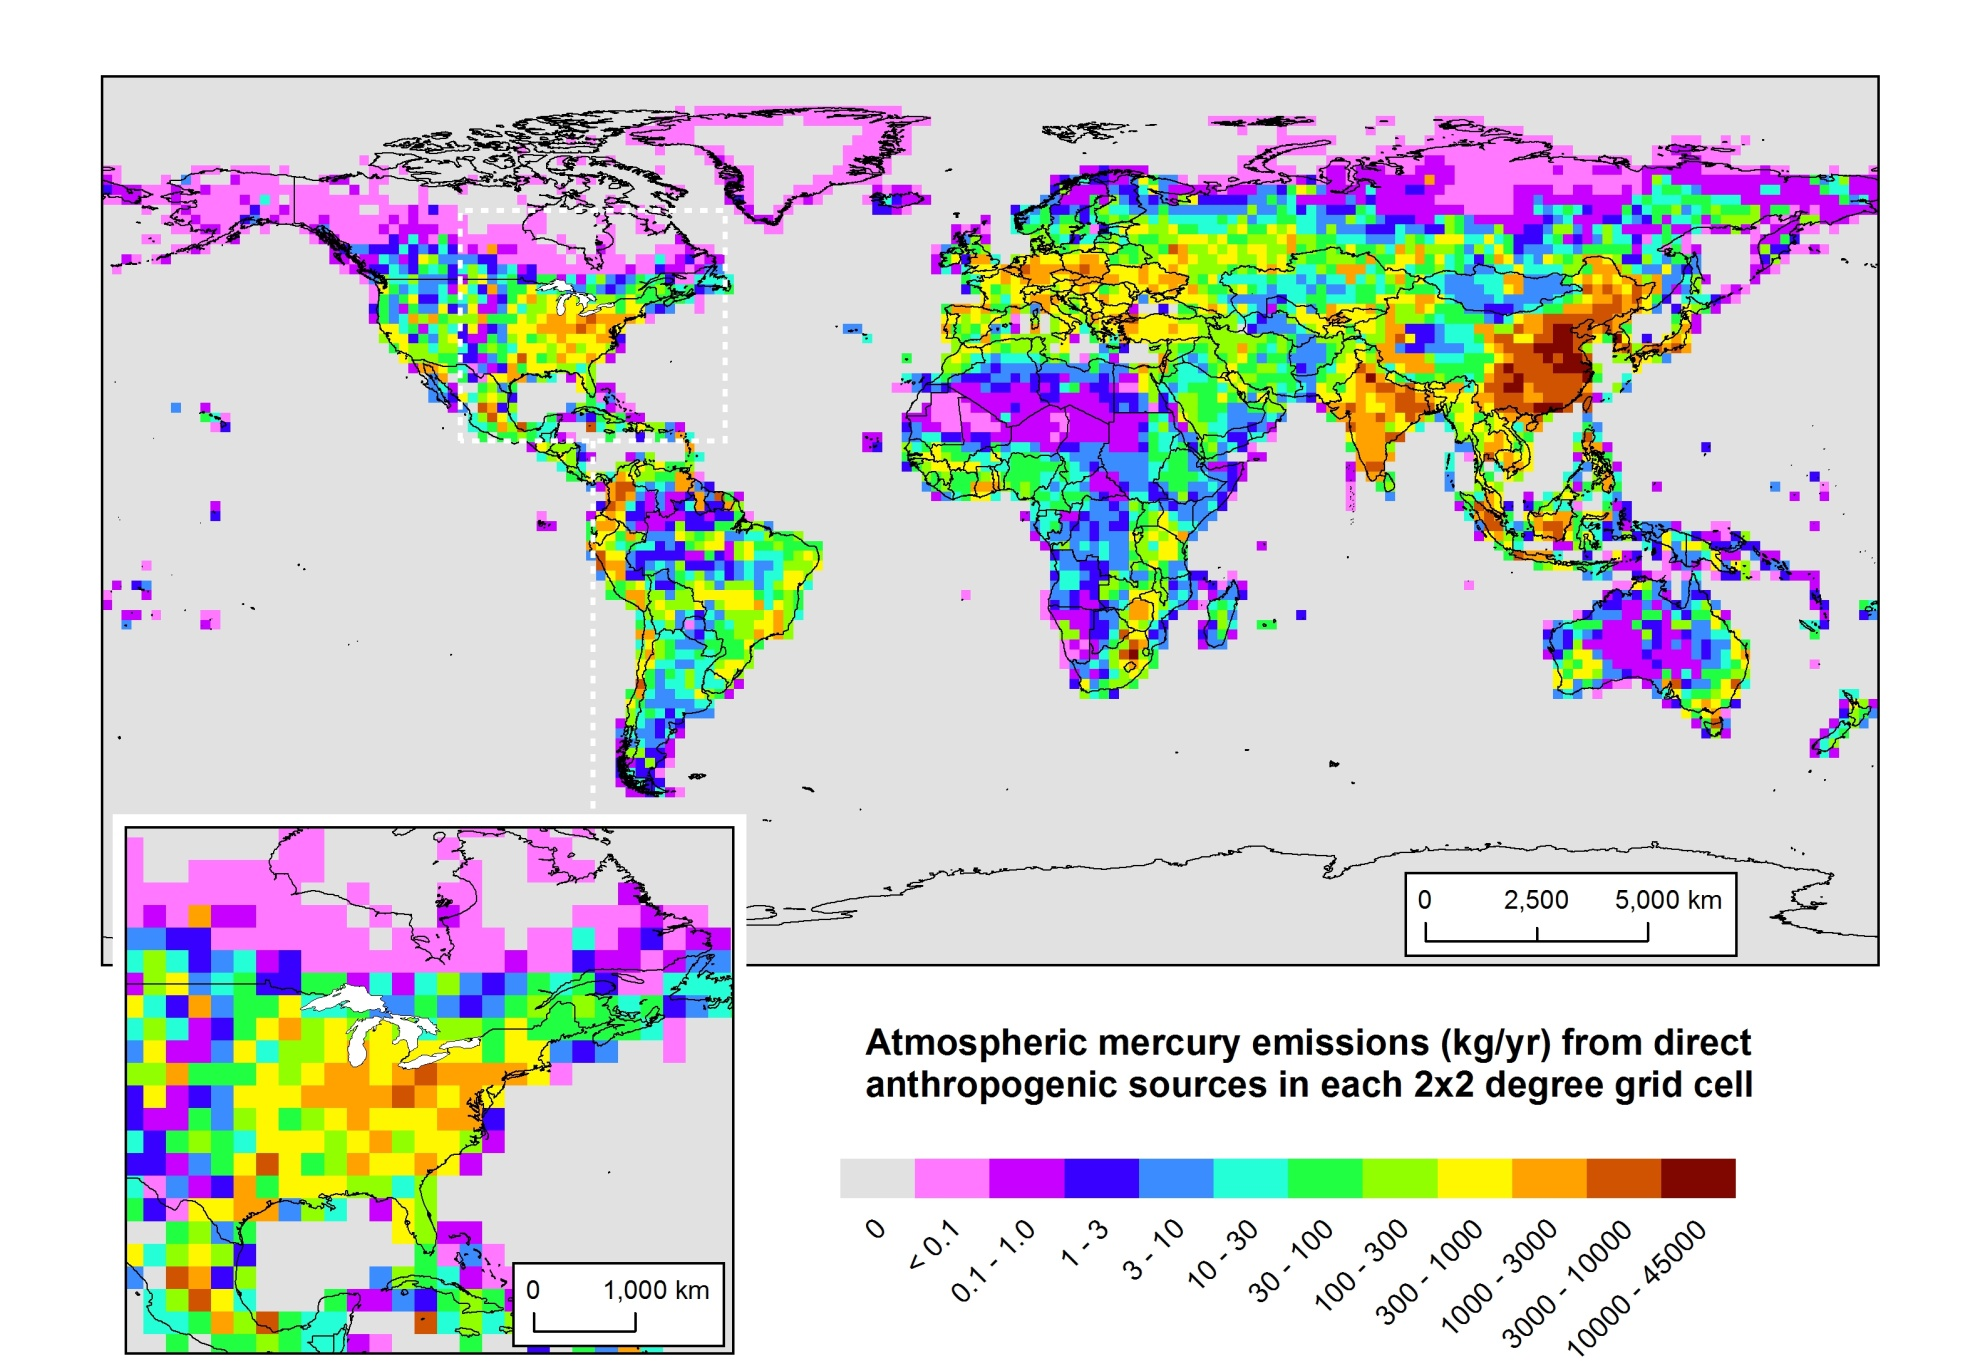 0 2,500 5,000 km
Atmospheric mercury emissions (kg/yr) from direct
anthropogenic sources in each 2x2 degree grid cell
0 1,000 km
0
< 0.1
0.1 - 1.0
1 - 3
3 - 10
10 - 30
30 - 100
100 - 300
300 - 1000
1000 - 3000
3000 - 10000
10000 - 45000